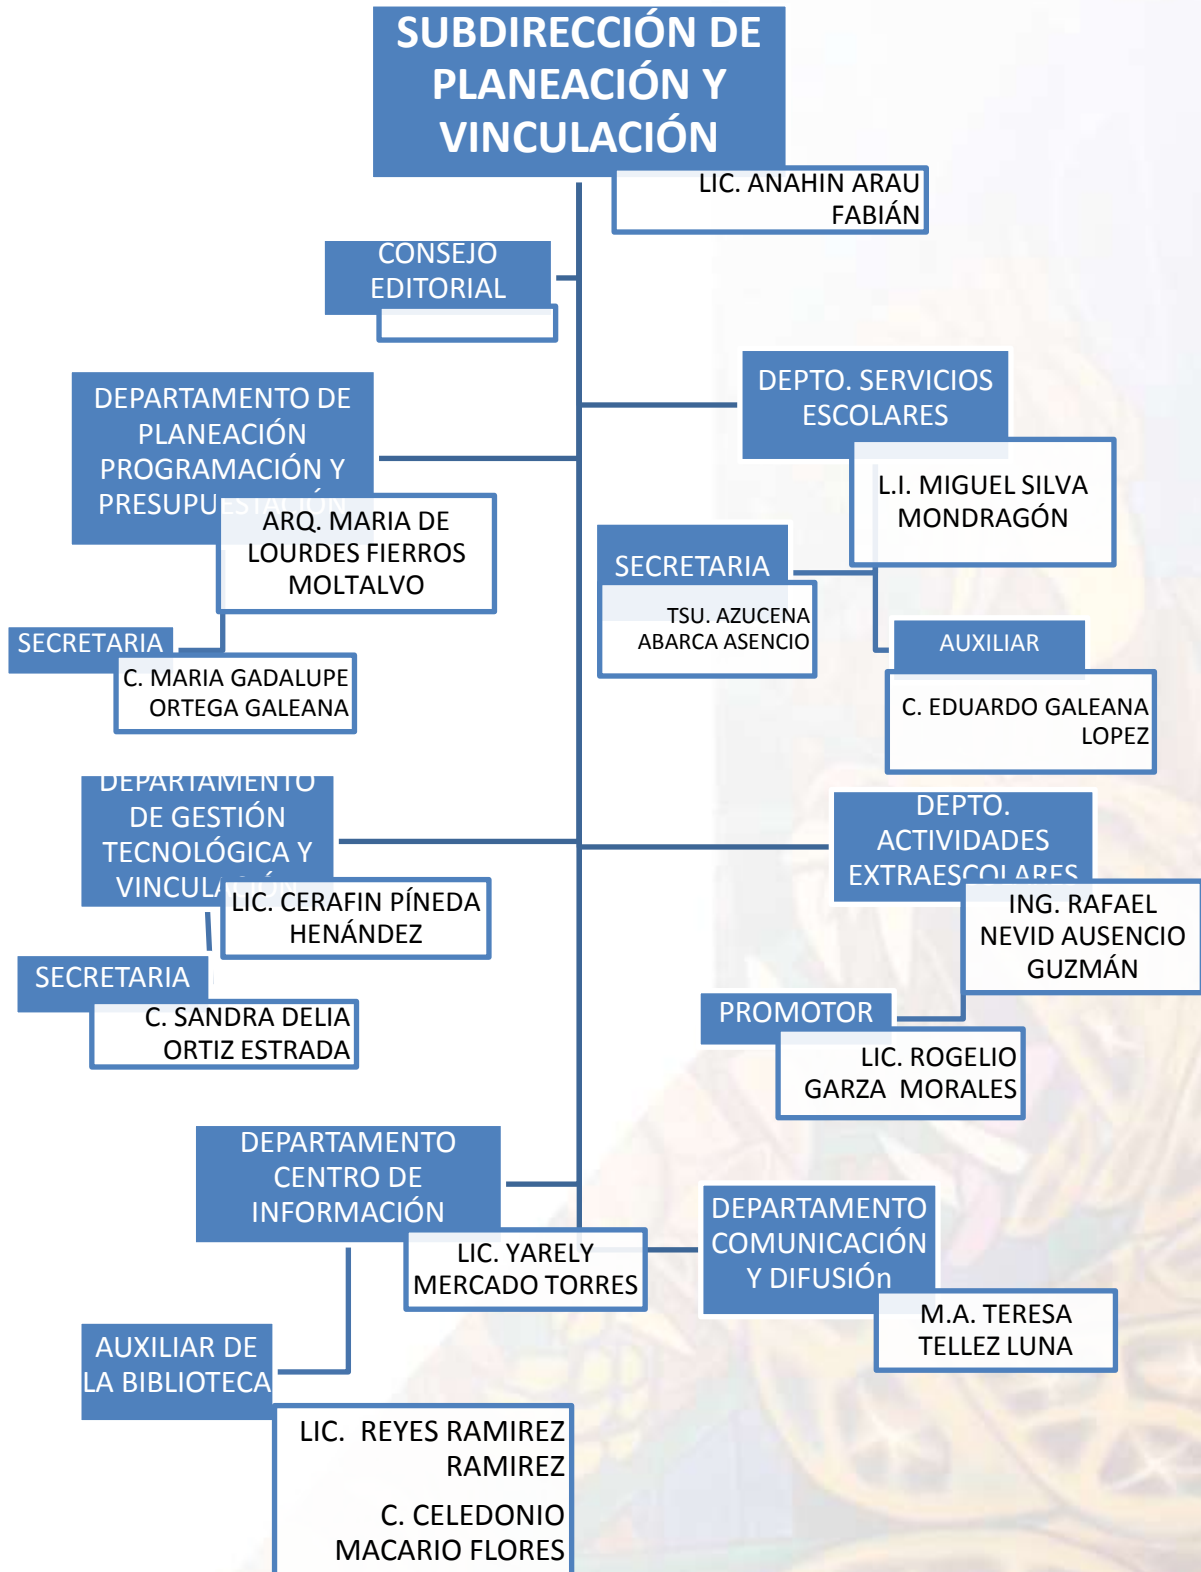 SUBDIRECCIÓN DE
PLANEACIÓN Y
VINCULACIÓN
LIC. ANAHIN ARAU
FABIÁN
CONSEJO
EDITORIAL
DEPARTAMENTO DE
PLANEACIÓN
PROGRAMACIÓN Y
PRESUPUESTACIÓN
ARQ. MARIA DE
LOURDES FIERROS
MOLTALVO
SECRETARIA
C. MARIA GADALUPE
ORTEGA GALEANA
DEPTO. SERVICIOS
ESCOLARES
L.I. MIGUEL SILVA
MONDRAGÓN
SECRETARIA
TSU. AZUCENA
ABARCA ASENCIO
AUXILIAR
C. EDUARDO GALEANA
LOPEZ
DEPARTAMENTO
DE GESTIÓN
TECNOLÓGICA Y
VINCULACIÓN
LIC. CERAFIN PÍNEDA
HENÁNDEZ
SECRETARIA
C. SANDRA DELIA
ORTIZ ESTRADA
DEPTO.
ACTIVIDADES
EXTRAESCOLARES
ING. RAFAEL
NEVID AUSENCIO
GUZMÁN
PROMOTOR
LIC. ROGELIO
GARZA  MORALES
DEPARTAMENTO
CENTRO DE
INFORMACIÓN
LIC. YARELY
MERCADO TORRES
DEPARTAMENTO
COMUNICACIÓN
Y DIFUSIÓn
M.A. TERESA
TELLEZ LUNA
AUXILIAR DE
LA BIBLIOTECA
LIC.  REYES RAMIREZ
RAMIREZ
C. CELEDONIO
MACARIO FLORES